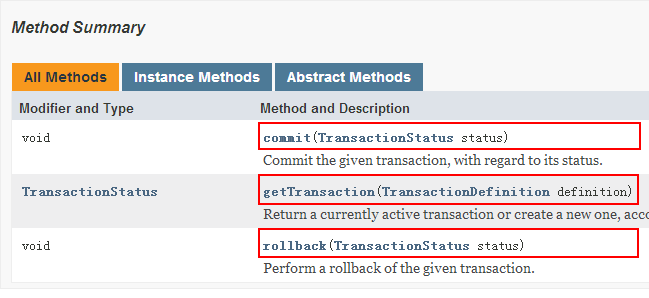 Method Summary
All Methods Instance Methods Abstract Methods
Modifier and Type Method and Description
void commit(TransactionStatus status)
Commit the given transaction, with regard to its status.
TransactionStatus getTransaction(TransactionDefinition definition)
Return a currently active transaction or create a new one,
void rollback(TransactionStatus status)
Perform a rollback of the given transaction.